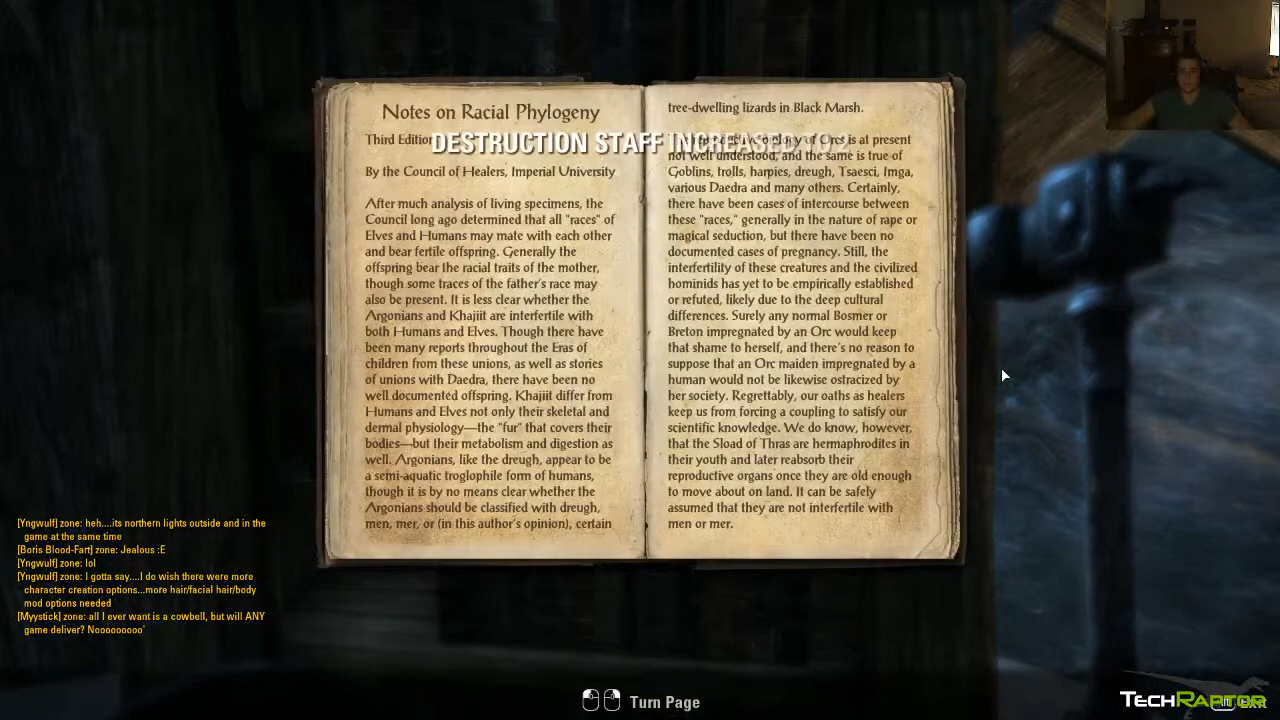 Notes on Racial Phylogeny
Third Edition
DESTRUCTION STAFF INCREASED TO 2
By the Council of Healers, Imperial University
After much analysis of living specimens, the
Council long ago determined that all "races" of
Elves and Humans may mate with each other
and bear fertile offspring. Generally the
offspring bear the racial traits of the mother,
though some traces of the father's race may
also be present. It is less clear whether the
Argonians and Khajiit are interfertile with
both Humans and Elves. Though there have
been many reports throughout the Eras of
children from these unions, as well as stories
of unions with Daedra, there have been no
well documented offspring. Khajiit differ from
Humans and Elves not only their skeletal and
dermal physiology—the "fur" that covers their
bodies—but their metabolism and digestion as
well. Argonians, like the dreugh, appear to be
a semi-aquatic troglophile form of humans,
though it is by no means clear whether the
Argonians should be classified with dreugh,
men, mer, or (in this author's opinion), certain
tree-dwelling lizards in Black Marsh.
of Orcs is at present
not well understood, and the same is true of
Goblins, trolls, harpies, dreugh, Tsaesci, Imga,
various Daedra and many others. Certainly,
there have been cases of intercourse between
these "races," generally in the nature of rape or
magical seduction, but there have been no
documented cases of pregnancy. Still, the
interfertility of these creatures and the civilized
hominids has yet to be empirically established
or refuted, likely due to the deep cultural
differences. Surely any normal Bosmer or
Breton impregnated by an Orc would keep
that shame to herself, and there's no reason to
suppose that an Orc maiden impregnated by a
human would not be likewise ostracized by
her society. Regrettably, our oaths as healers
keep us from forcing a coupling to satisfy our
scientific knowledge. We do know, however,
that the Sload of Thras are hermaphrodites in
their youth and later reabsorb their
reproductive organs once they are old enough
to move about on land. It can be safely
assumed that they are not interfertile with
men or mer.
[Yngwulf] zone: heh....its northern lights outside and in the
game at the same time
[Boris Blood-Fart] zone: Jealous :E
[Yngwulf] zone: lol
[Yngwulf] zone: I gotta say....I do wish there were more
character creation options...more hair/facial hair/body
mod options needed
[Myystick] zone: all I ever want is a cowbell, but will ANY
game deliver? Nooooooooo'
Turn Page
TECHRAPTOR
Exit